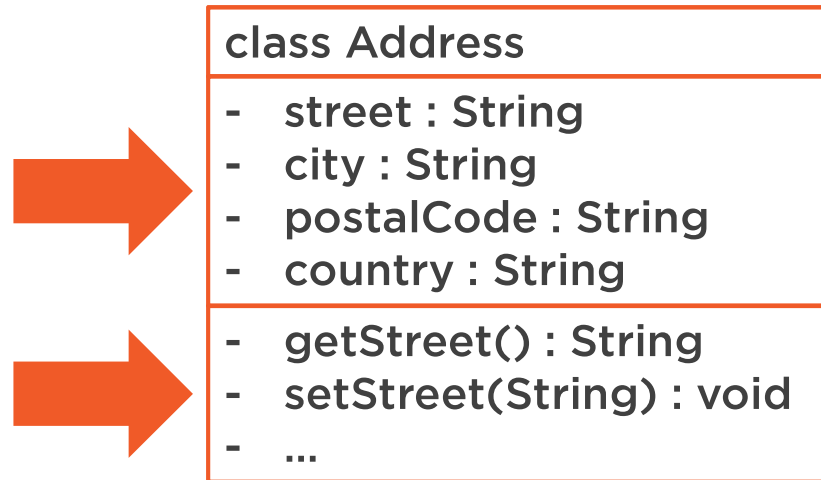 class Address
- street : String
- city : String
- postalCode : String
- country : String
- getStreet() : String
- setStreet(String) : void
- ...